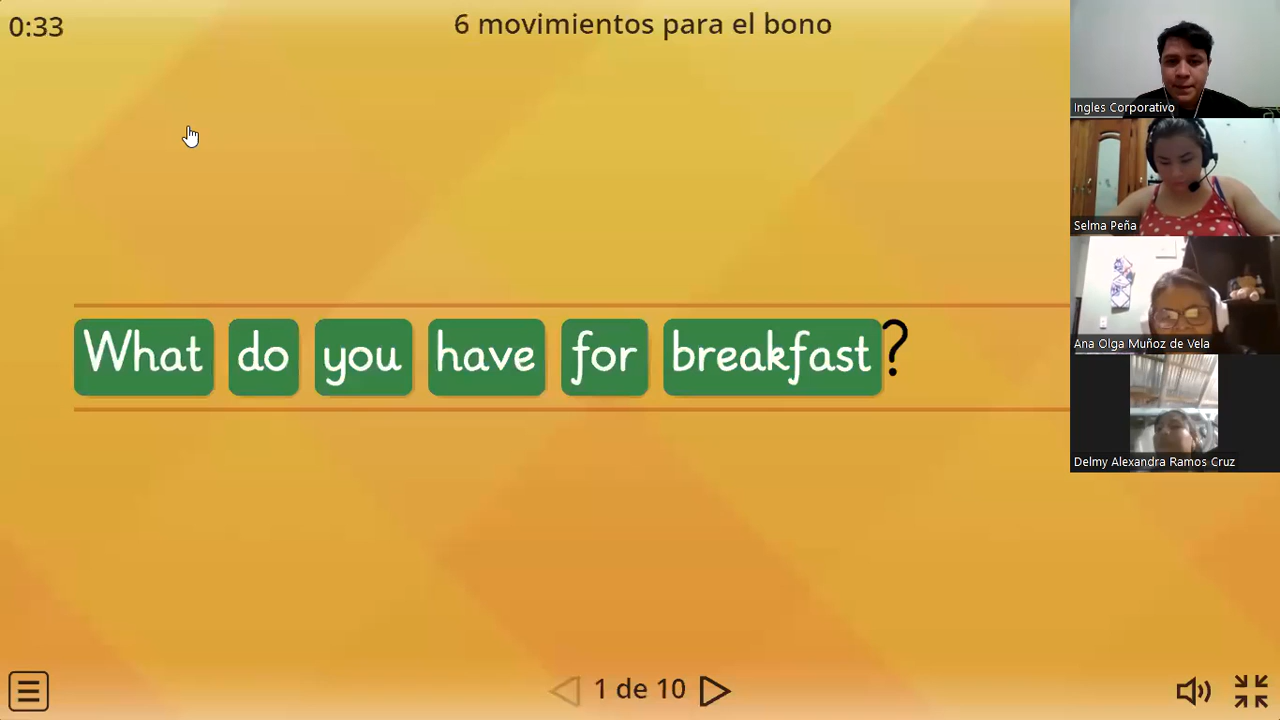 0:33
6 movimientos para el bono
What do you have for breakfast?
1 de 10
Ingles Corporativo
Selma Peña
Ana Olga Muñoz de Vela
Delmy Alexandra Ramos Cruz